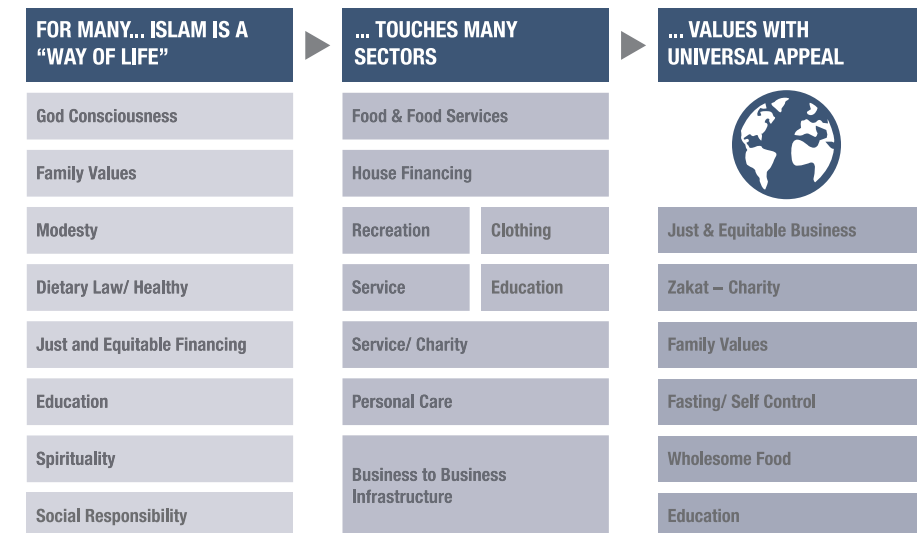 FOR MANY... ISLAM IS A
“WAY OF LIFE”
God Consciousness
Family Values
Modesty
Dietary Law/ Healthy
Just and Equitable Financing
Education
Spirituality
Social Responsibility
... TOUCHES MANY
SECTORS
Food & Food Services
House Financing
Recreation
Clothing
Service
Education
Service/ Charity
Personal Care
Business to Business
Infrastructure
... VALUES WITH
UNIVERSAL APPEAL
Just & Equitable Business
Zakat – Charity
Family Values
Fasting/ Self Control
Wholesome Food
Education